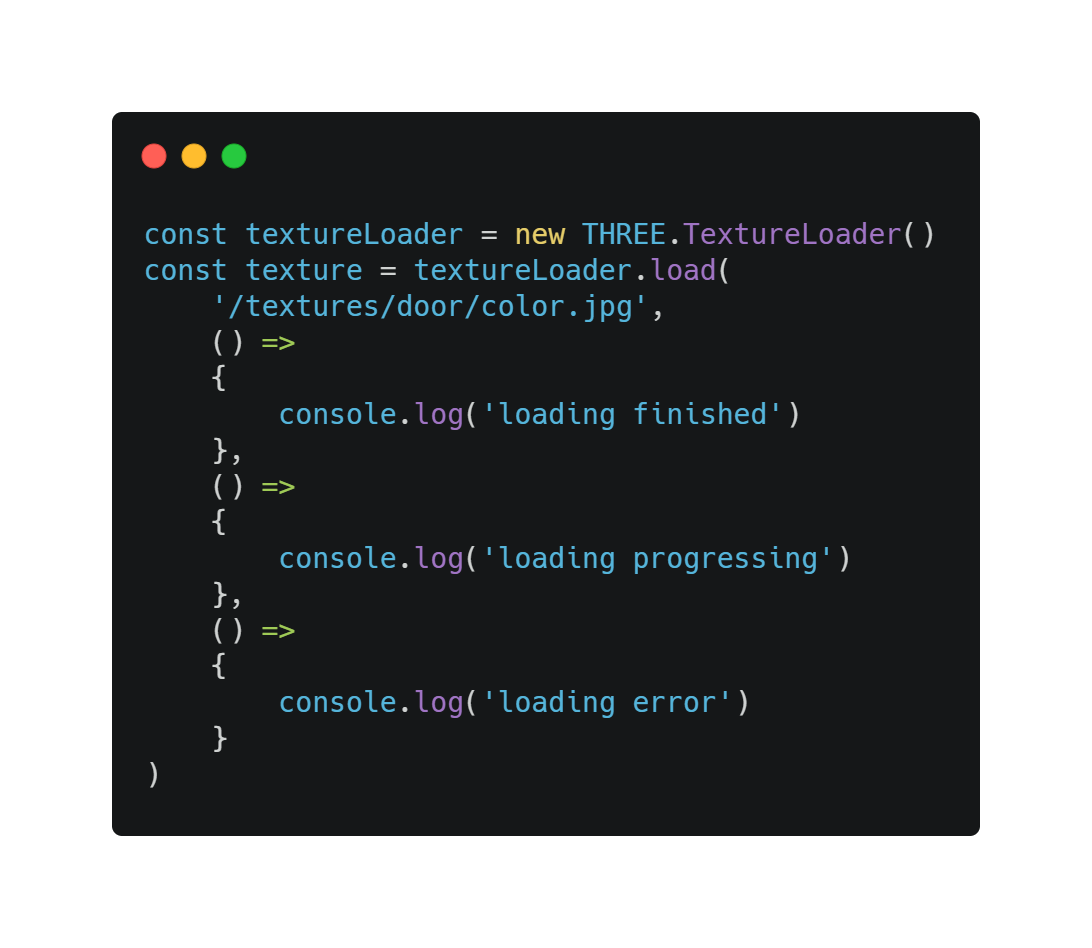 const textureLoader = new THREE.TextureLoader()
const texture = textureLoader.load(
    '/textures/door/color.jpg',
    () =>
    {
        console.log('loading finished')
    },
    () =>
    {
        console.log('loading progressing')
    },
    () =>
    {
        console.log('loading error')
    }
)